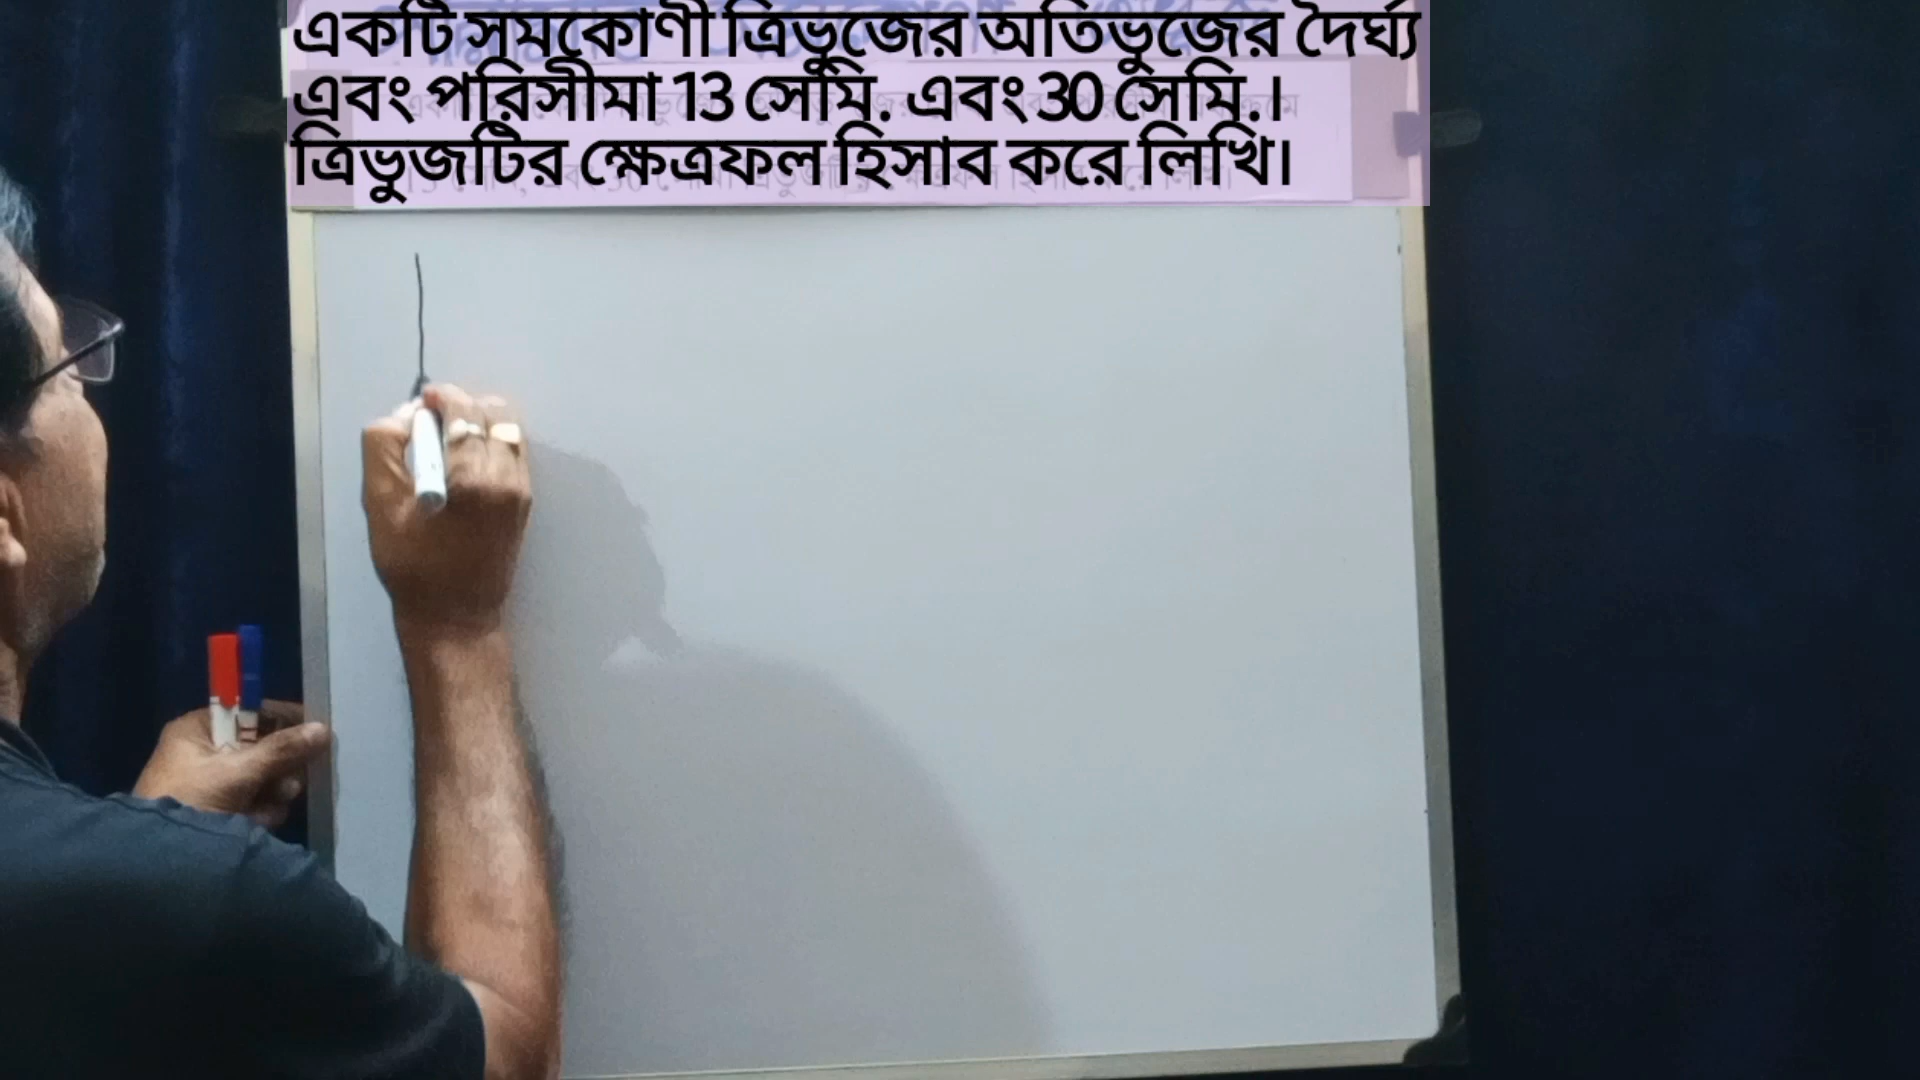 একটি সমকোণী ত্রিভুজের অতিভুজের দৈর্ঘ্য
এবং পরিসীমা 13 সেমি. এবং 30 সেমি.।
ত্রিভুজটির ক্ষেত্রফল হিসাব করে লিখি।